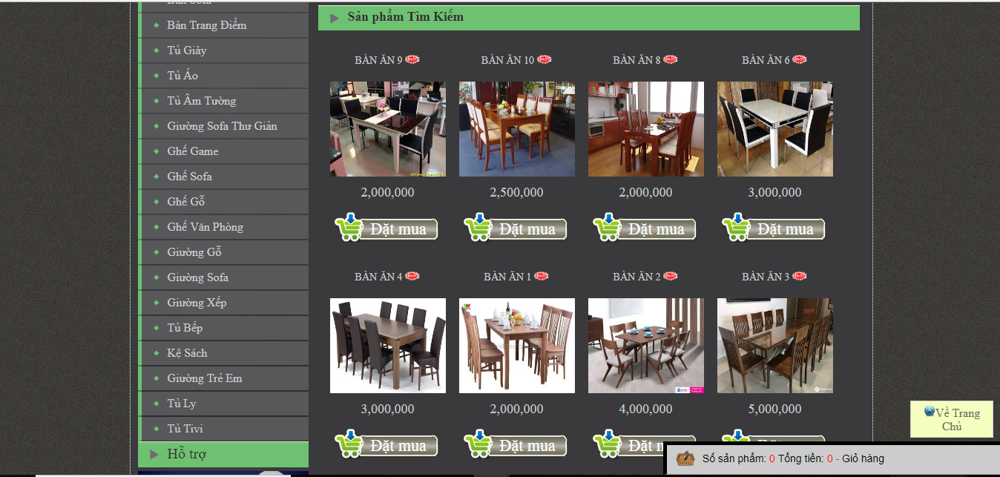 Bàn Sofa
Bàn Trang Điểm
Tủ Giày
Tủ Áo
Tủ Âm Tường
Giường Sofa Thư Giản
Ghế Game
Ghế Sofa
Ghế Gỗ
Ghế Văn Phòng
Giường Gỗ
Giường Sofa
Giường Xếp
Tủ Bếp
Kệ Sách
Giường Trẻ Em
Tủ Ly
Tủ Tivi
Hỗ trợ
Sản phẩm Tìm Kiếm
BÀN ĂN 9 mới BÀN ĂN 10 mới BÀN ĂN 8 mới BÀN ĂN 6 mới
2,000,000 2,500,000 2,000,000 3,000,000
Đặt mua Đặt mua Đặt mua Đặt mua
BÀN ĂN 4 mới BÀN ĂN 1 mới BÀN ĂN 2 mới BÀN ĂN 3 mới
3,000,000 2,000,000 4,000,000 5,000,000
Đặt mua Đặt mua Đặt
Về Trang
Chủ
Số sản phẩm: 0 Tổng tiền: 0 - Giỏ hàng